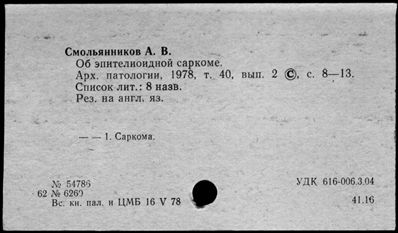 Смольянников А. В.
Об эпителиоидной саркоме.
Арх. патологии, 1978, т. 40, вып. 2 ©, с. 8—13.
Список лит.: 8 назв.
Рез. на англ. яз.
— — 1. Саркома.
№ 54786
62 № 6260
Вс. кн. пал. и ЦМБ 16 V 78
УДК 616-006.3.04
41.16